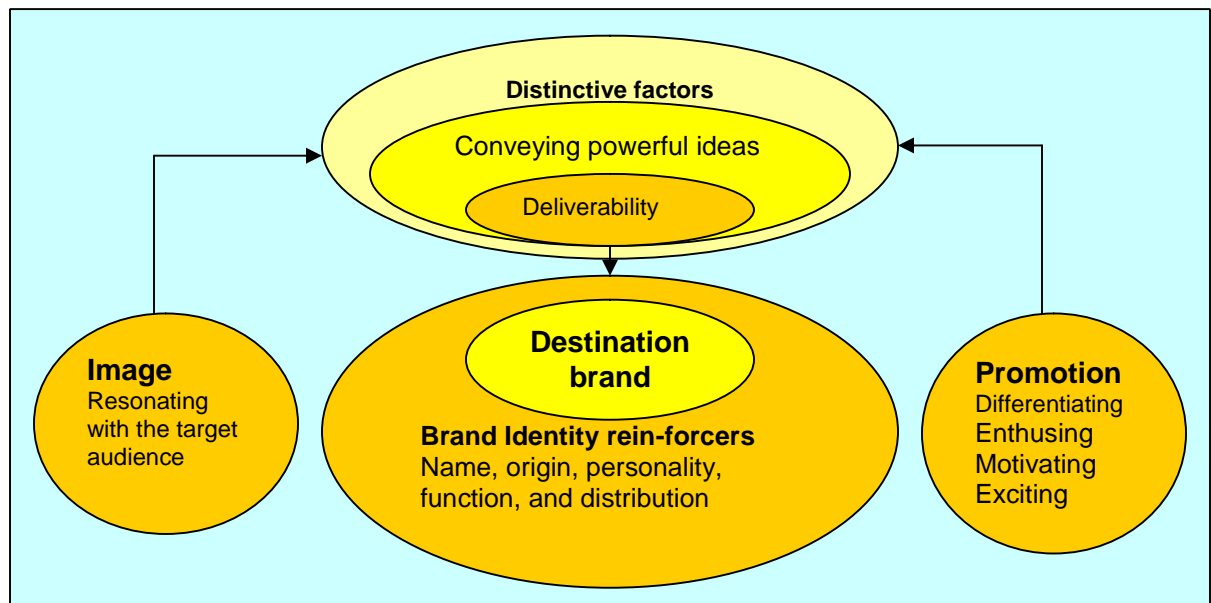 Distinctive factors
Conveying powerful ideas
Deliverability
Image
Resonating
with the target
audience
Destination
brand
Brand Identity rein-forcers
Name, origin, personality,
function, and distribution
Promotion
Differentiating
Enthusing
Motivating
Exciting